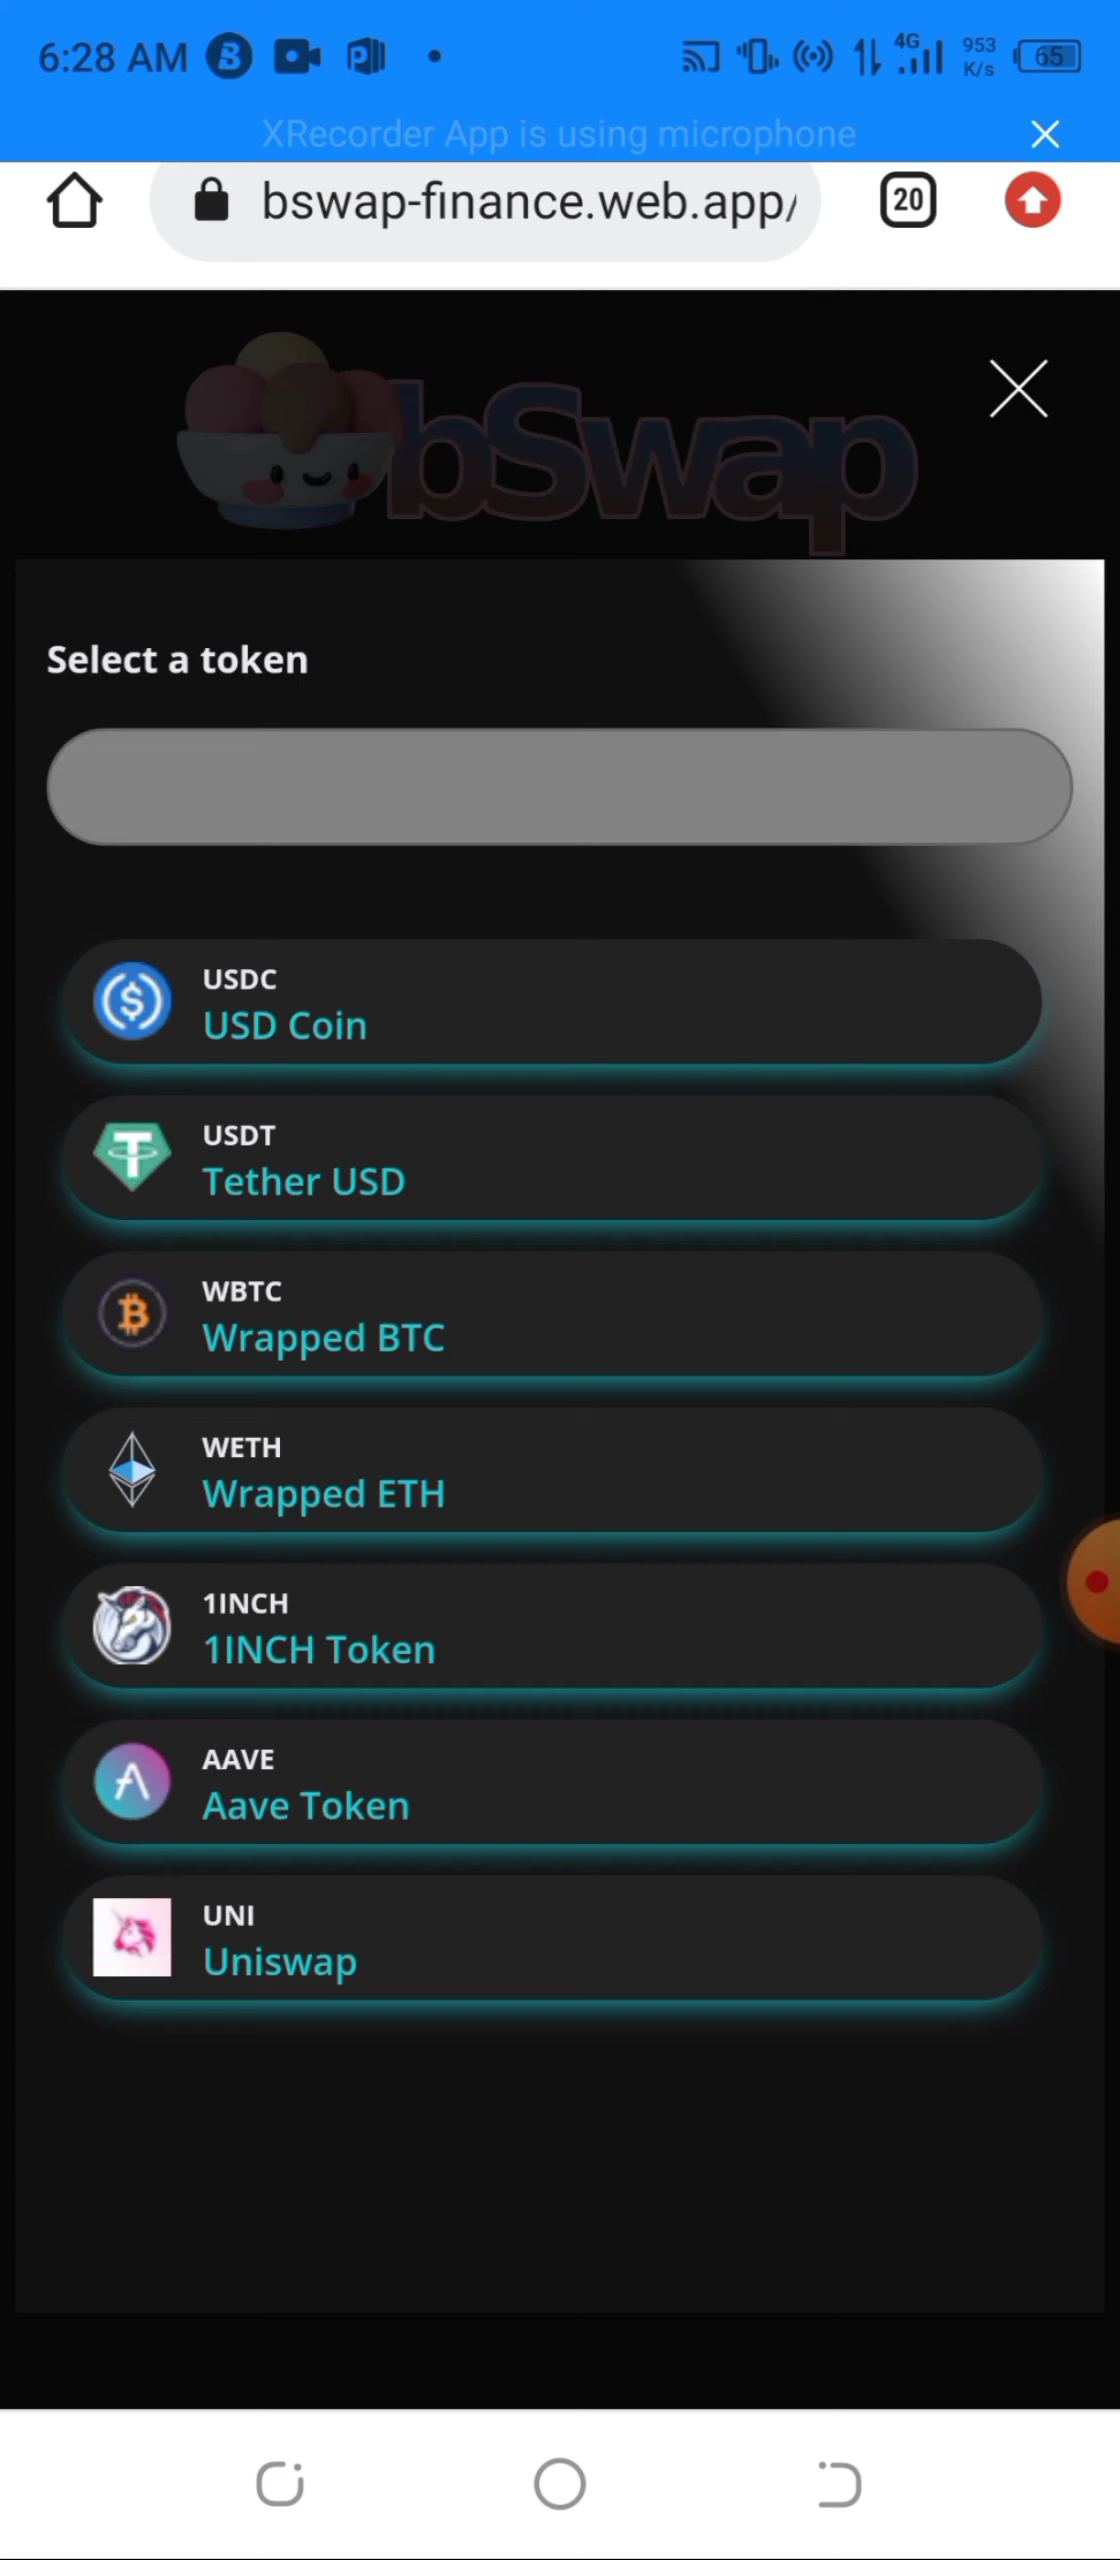 6:28 AM
4G
953
K/s
65
XRecorder App is using microphone
bswap-finance.web.app/
20
bSwap
Select a token
USDC
USD Coin
USDT
Tether USD
WBTC
Wrapped BTC
WETH
Wrapped ETH
1INCH
1INCH Token
AAVE
Aave Token
UNI
Uniswap